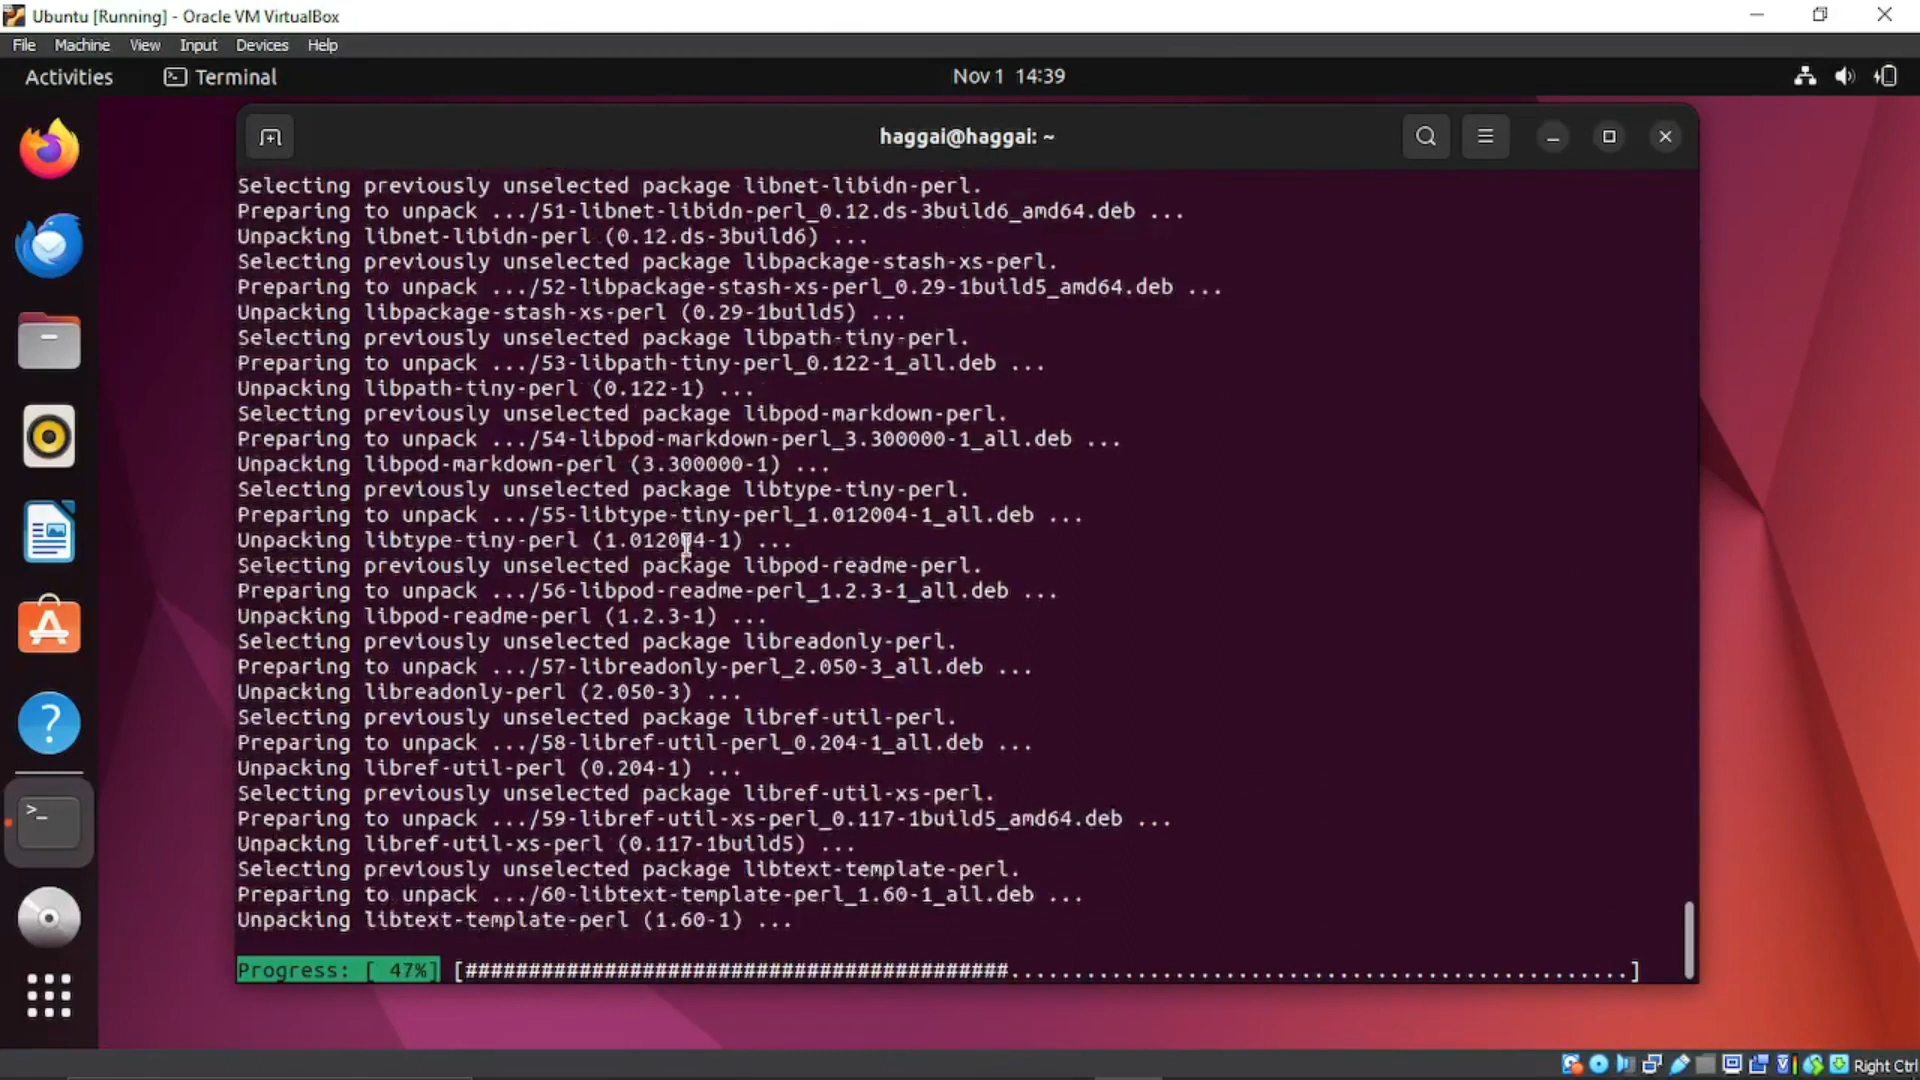 Ubuntu [Running] - Oracle VM VirtualBox
File Machine View Input Devices Help
Activities Terminal Nov 1 14:39
haggai@haggai: ~
Selecting previously unselected package libnet-libidn-perl.
Preparing to unpack .../51-libnet-libidn-perl_0.12.ds-3build6_amd64.deb ...
Unpacking libnet-libidn-perl (0.12.ds-3build6) ...
Selecting previously unselected package libpackage-stash-xs-perl.
Preparing to unpack .../52-libpackage-stash-xs-perl_0.29-1build5_amd64.deb ...
Unpacking libpackage-stash-xs-perl (0.29-1build5) ...
Selecting previously unselected package libpath-tiny-perl.
Preparing to unpack .../53-libpath-tiny-perl_0.122-1_all.deb ...
Unpacking libpath-tiny-perl (0.122-1) ...
Selecting previously unselected package libpod-markdown-perl.
Preparing to unpack .../54-libpod-markdown-perl_3.300000-1_all.deb ...
Unpacking libpod-markdown-perl (3.300000-1) ...
Selecting previously unselected package libtype-tiny-perl.
Preparing to unpack .../55-libtype-tiny-perl_1.012004-1_all.deb ...
Unpacking libtype-tiny-perl (1.012004-1) ...
Selecting previously unselected package libpod-readme-perl.
Preparing to unpack .../56-libpod-readme-perl_1.2.3-1_all.deb ...
Unpacking libpod-readme-perl (1.2.3-1) ...
Selecting previously unselected package libreadonly-perl.
Preparing to unpack .../57-libreadonly-perl_2.050-3_all.deb ...
Unpacking libreadonly-perl (2.050-3) ...
Selecting previously unselected package libref-util-perl.
Preparing to unpack .../58-libref-util-perl_0.204-1_all.deb ...
Unpacking libref-util-perl (0.204-1) ...
Selecting previously unselected package libref-util-xs-perl.
Preparing to unpack .../59-libref-util-xs-perl_0.117-1build5_amd64.deb ...
Unpacking libref-util-xs-perl (0.117-1build5) ...
Selecting previously unselected package libtext-template-perl.
Preparing to unpack .../60-libtext-template-perl_1.60-1_all.deb ...
Unpacking libtext-template-perl (1.60-1) ...
Progress: [ 47%] [###########################################.................................................]
Right Ctrl